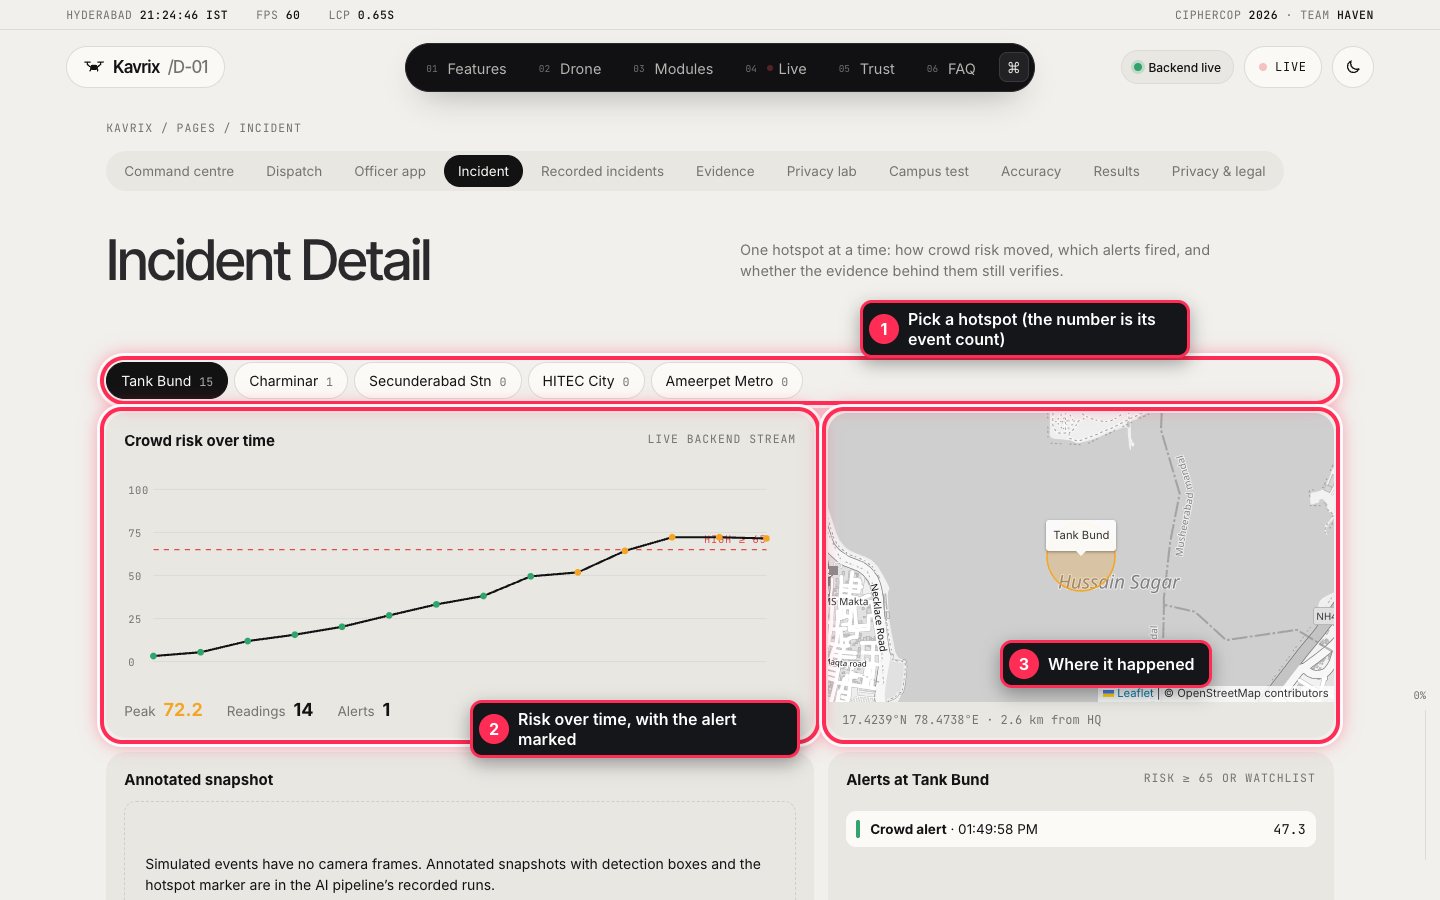 HYDERABAD 21:24:46 IST FPS 60 LCP 0.65S CIPHERCOP 2026 · TEAM HAVEN
Kavrix /D-01 01 Features 02 Drone 03 Modules 04 Live 05 Trust 06 FAQ ⌘ Backend live LIVE
KAVRIX / PAGES / INCIDENT
Command centre Dispatch Officer app Incident Recorded incidents Evidence Privacy lab Campus test Accuracy Results Privacy & legal
Incident Detail
One hotspot at a time: how crowd risk moved, which alerts fired, and
whether the evidence behind them still verifies.
1 Pick a hotspot (the number is its
event count)
Tank Bund 15 Charminar 1 Secunderabad Stn 0 HITEC City 0 Ameerpet Metro 0
Crowd risk over time LIVE BACKEND STREAM
100
75
HIGH ≥ 65
50
25
0
Peak 72.2 Readings 14 Alerts 1
2 Risk over time, with the alert
marked
Musheerabad mandal
Tank Bund
Hussain Sagar
MS Makta
Necklace Road
NH4
Maqta road
3 Where it happened
Leaflet | © OpenStreetMap contributors
17.4239°N 78.4738°E · 2.6 km from HQ
0%
Annotated snapshot
Simulated events have no camera frames. Annotated snapshots with detection boxes and the
hotspot marker are in the AI pipeline’s recorded runs.
Alerts at Tank Bund RISK ≥ 65 OR WATCHLIST
Crowd alert · 01:49:58 PM 47.3